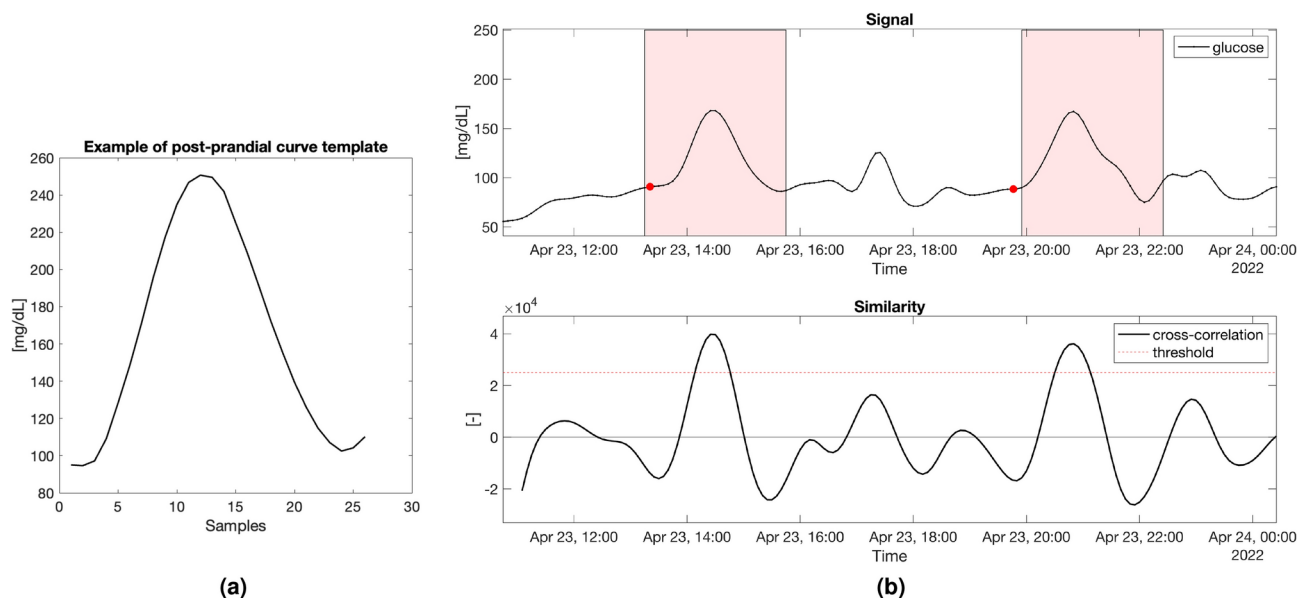 Example of post-prandial curve template
[mg/dL]
260
240
220
200
180
160
140
120
100
80
0 5 10 15 20 25 30
Samples
(a)
Signal
[mg/dL]
250
200
150
100
50
glucose
Apr 23, 12:00 Apr 23, 14:00 Apr 23, 16:00 Apr 23, 18:00 Apr 23, 20:00 Apr 23, 22:00 Apr 24, 00:00
Time
2022
Similarity
×10⁴
[-]
4
2
0
-2
cross-correlation
threshold
Apr 23, 12:00 Apr 23, 14:00 Apr 23, 16:00 Apr 23, 18:00 Apr 23, 20:00 Apr 23, 22:00 Apr 24, 00:00
Time
2022
(b)